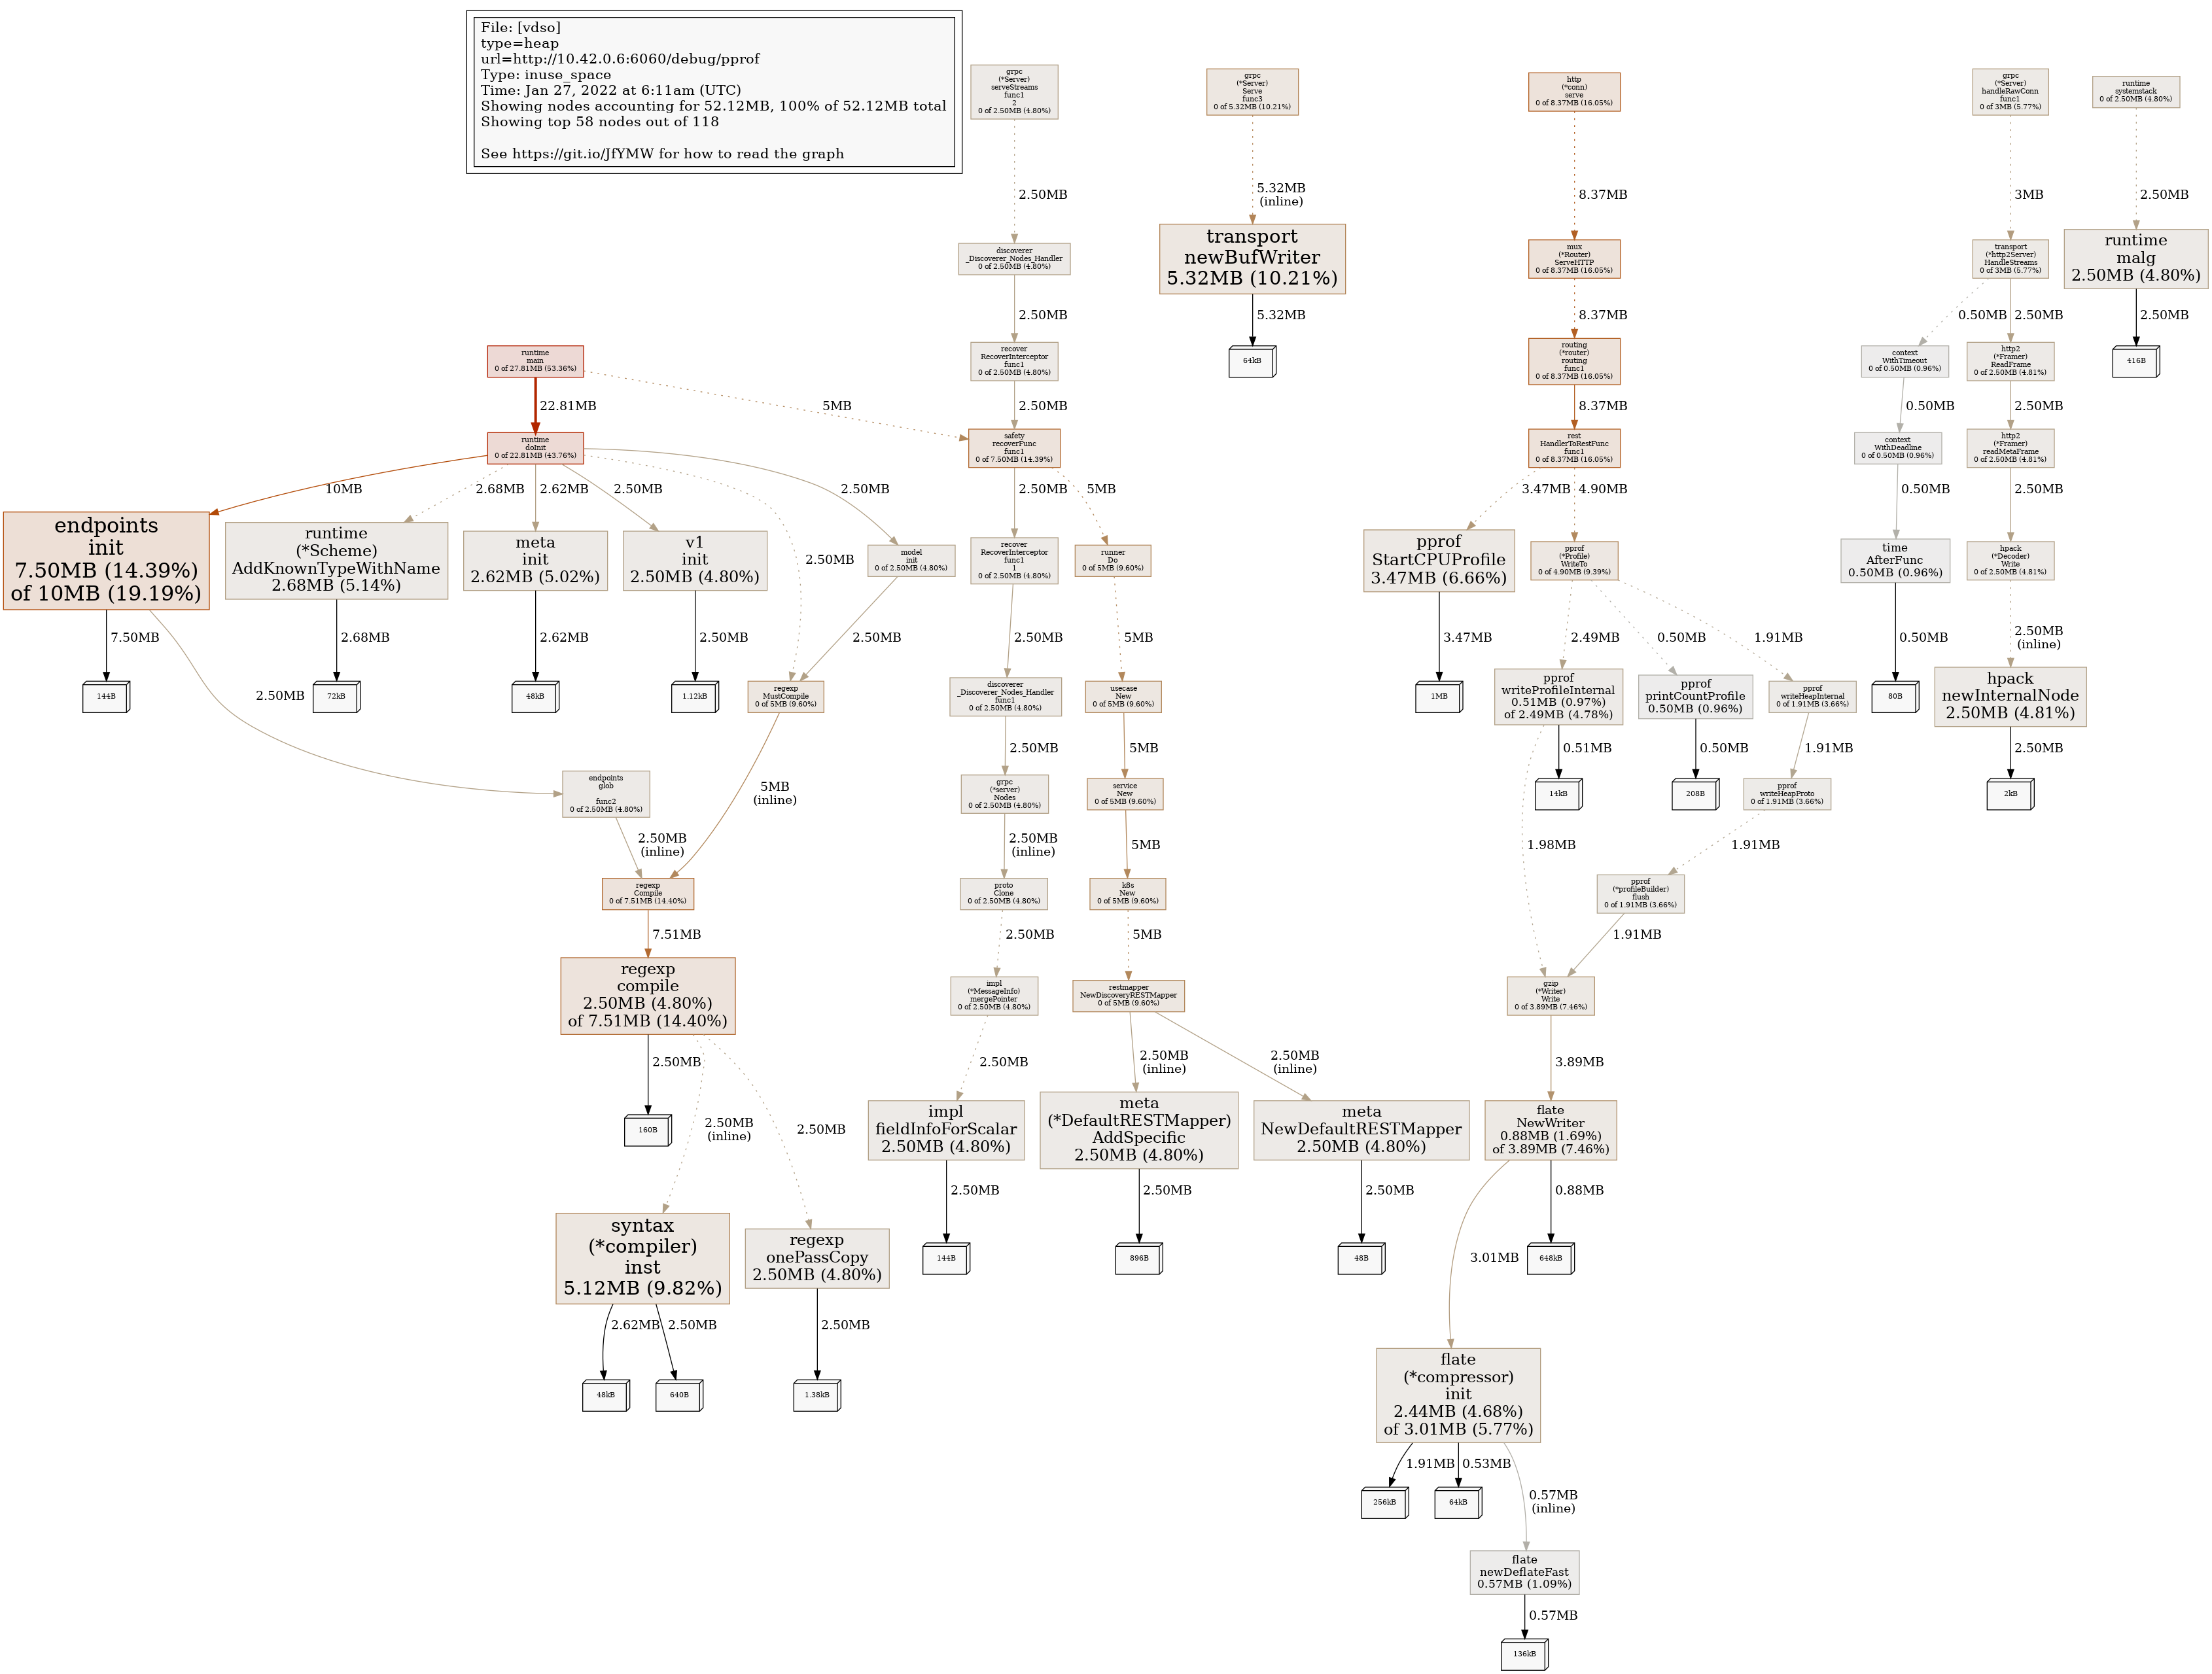 File: [vdso]
type=heap
url=http://10.42.0.6:6060/debug/pprof
Type: inuse_space
Time: Jan 27, 2022 at 6:11am (UTC)
Showing nodes accounting for 52.12MB, 100% of 52.12MB total
Showing top 58 nodes out of 118
See https://git.io/JfYMW for how to read the graph
grpc
(*Server)
serveStreams
func1
2
0 of 2.50MB (4.80%)
grpc
(*Server)
Serve
func3
0 of 5.32MB (10.21%)
http
(*conn)
serve
0 of 8.37MB (16.05%)
grpc
(*Server)
handleRawConn
func1
0 of 3MB (5.77%)
runtime
systemstack
0 of 2.50MB (4.80%)
2.50MB
5.32MB
(inline)
8.37MB
3MB
2.50MB
discoverer
_Discoverer_Nodes_Handler
0 of 2.50MB (4.80%)
transport
newBufWriter
5.32MB (10.21%)
mux
(*Router)
ServeHTTP
0 of 8.37MB (16.05%)
transport
(*http2Server)
HandleStreams
0 of 3MB (5.77%)
runtime
malg
2.50MB (4.80%)
2.50MB
5.32MB
8.37MB
0.50MB
2.50MB
2.50MB
runtime
main
0 of 27.81MB (53.36%)
recover
RecoverInterceptor
func1
0 of 2.50MB (4.80%)
64kB
routing
(*router)
routing
func1
0 of 8.37MB (16.05%)
context
WithTimeout
0 of 0.50MB (0.96%)
http2
(*Framer)
ReadFrame
0 of 2.50MB (4.81%)
416B
22.81MB
5MB
2.50MB
8.37MB
0.50MB
2.50MB
runtime
doInit
0 of 22.81MB (43.76%)
safety
recoverFunc
func1
0 of 7.50MB (14.39%)
rest
HandlerToRestFunc
func1
0 of 8.37MB (16.05%)
context
WithDeadline
0 of 0.50MB (0.96%)
http2
(*Framer)
readMetaFrame
0 of 2.50MB (4.81%)
10MB
2.68MB
2.62MB
2.50MB
2.50MB
2.50MB
2.50MB
5MB
3.47MB
4.90MB
0.50MB
2.50MB
endpoints
init
7.50MB (14.39%)
of 10MB (19.19%)
runtime
(*Scheme)
AddKnownTypeWithName
2.68MB (5.14%)
meta
init
2.62MB (5.02%)
v1
init
2.50MB (4.80%)
model
init
0 of 2.50MB (4.80%)
recover
RecoverInterceptor
func1
1
0 of 2.50MB (4.80%)
runner
Do
0 of 5MB (9.60%)
pprof
StartCPUProfile
3.47MB (6.66%)
pprof
(*Profile)
WriteTo
0 of 4.90MB (9.39%)
time
AfterFunc
0.50MB (0.96%)
hpack
(*Decoder)
Write
0 of 2.50MB (4.81%)
7.50MB
2.68MB
2.62MB
2.50MB
2.50MB
2.50MB
5MB
3.47MB
2.49MB
0.50MB
1.91MB
0.50MB
2.50MB
(inline)
2.50MB
144B
72kB
48kB
1.12kB
regexp
MustCompile
0 of 5MB (9.60%)
discoverer
_Discoverer_Nodes_Handler
func1
0 of 2.50MB (4.80%)
usecase
New
0 of 5MB (9.60%)
1MB
pprof
writeProfileInternal
0.51MB (0.97%)
of 2.49MB (4.78%)
pprof
printCountProfile
0.50MB (0.96%)
pprof
writeHeapInternal
0 of 1.91MB (3.66%)
80B
hpack
newInternalNode
2.50MB (4.81%)
5MB
(inline)
2.50MB
5MB
0.51MB
0.50MB
1.91MB
2.50MB
endpoints
glob
func2
0 of 2.50MB (4.80%)
grpc
(*server)
Nodes
0 of 2.50MB (4.80%)
service
New
0 of 5MB (9.60%)
14kB
208B
pprof
writeHeapProto
0 of 1.91MB (3.66%)
2kB
2.50MB
(inline)
2.50MB
(inline)
5MB
1.98MB
1.91MB
regexp
Compile
0 of 7.51MB (14.40%)
proto
Clone
0 of 2.50MB (4.80%)
k8s
New
0 of 5MB (9.60%)
pprof
(*profileBuilder)
flush
0 of 1.91MB (3.66%)
7.51MB
2.50MB
5MB
1.91MB
regexp
compile
2.50MB (4.80%)
of 7.51MB (14.40%)
impl
(*MessageInfo)
mergePointer
0 of 2.50MB (4.80%)
restmapper
NewDiscoveryRESTMapper
0 of 5MB (9.60%)
gzip
(*Writer)
Write
0 of 3.89MB (7.46%)
2.50MB
2.50MB
(inline)
2.50MB
2.50MB
2.50MB
(inline)
2.50MB
(inline)
3.89MB
160B
impl
fieldInfoForScalar
2.50MB (4.80%)
meta
(*DefaultRESTMapper)
AddSpecific
2.50MB (4.80%)
meta
NewDefaultRESTMapper
2.50MB (4.80%)
flate
NewWriter
0.88MB (1.69%)
of 3.89MB (7.46%)
2.50MB
2.50MB
2.50MB
3.01MB
0.88MB
syntax
(*compiler)
inst
5.12MB (9.82%)
regexp
onePassCopy
2.50MB (4.80%)
144B
896B
48B
648kB
2.62MB
2.50MB
2.50MB
48kB
640B
1.38kB
flate
(*compressor)
init
2.44MB (4.68%)
of 3.01MB (5.77%)
1.91MB
0.53MB
0.57MB
(inline)
256kB
64kB
flate
newDeflateFast
0.57MB (1.09%)
0.57MB
136kB